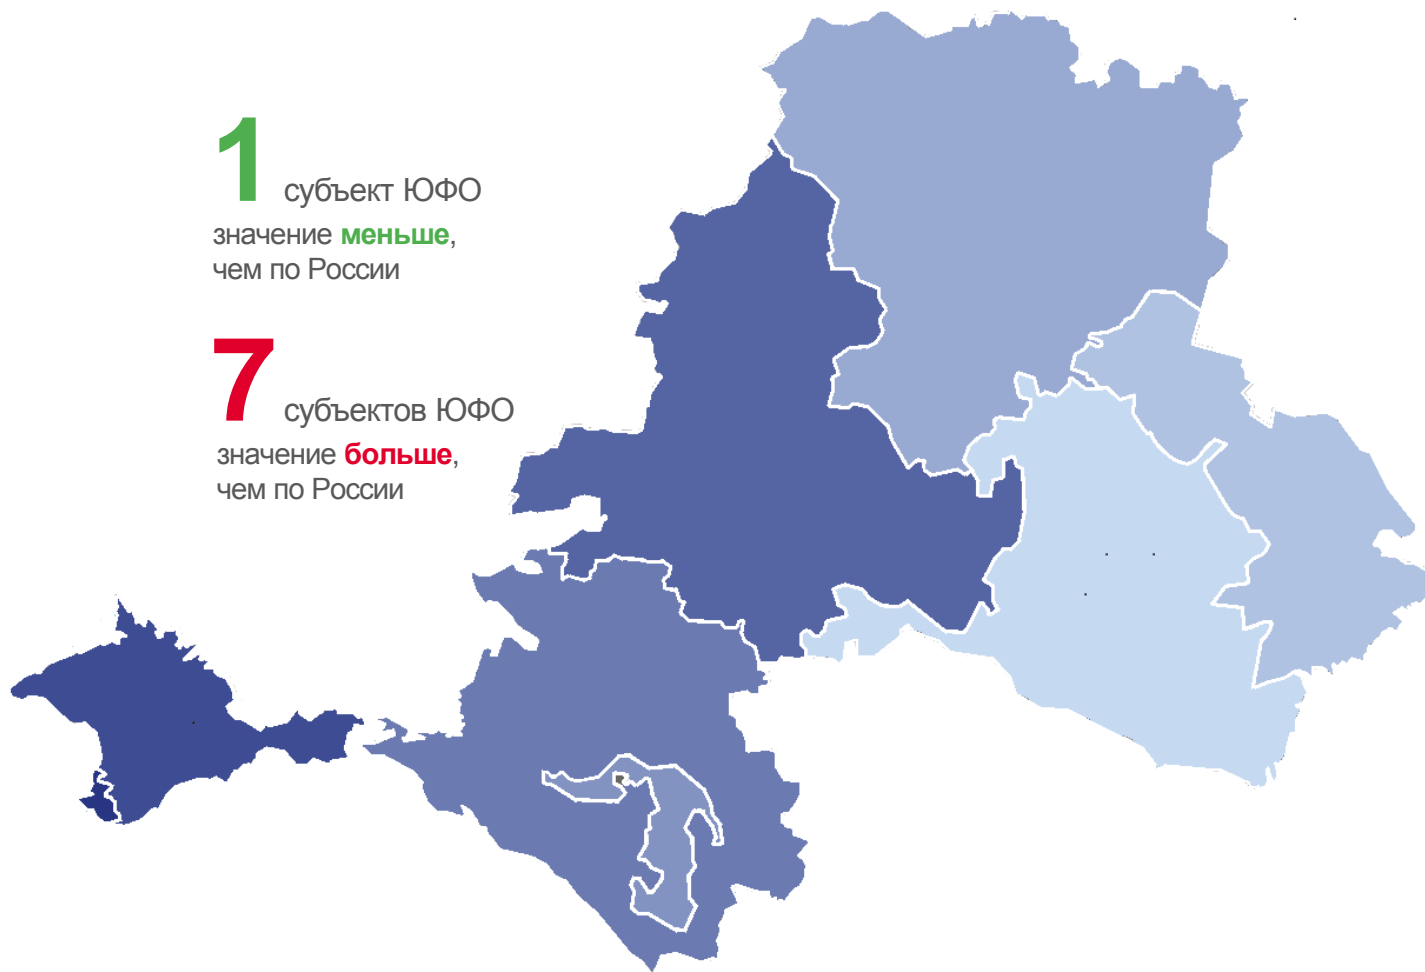 1 субъект ЮФО
значение меньше,
чем по России
7 субъектов ЮФО
значение больше,
чем по России